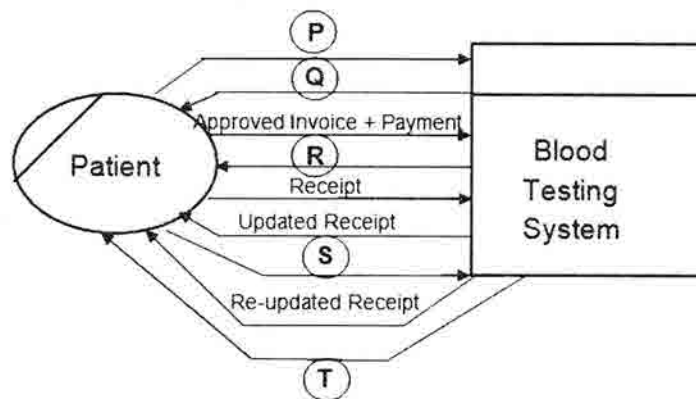 P
Q
Approved Invoice + Payment
R
Receipt
Updated Receipt
S
Re-updated Receipt
T
Patient
Blood
Testing
System